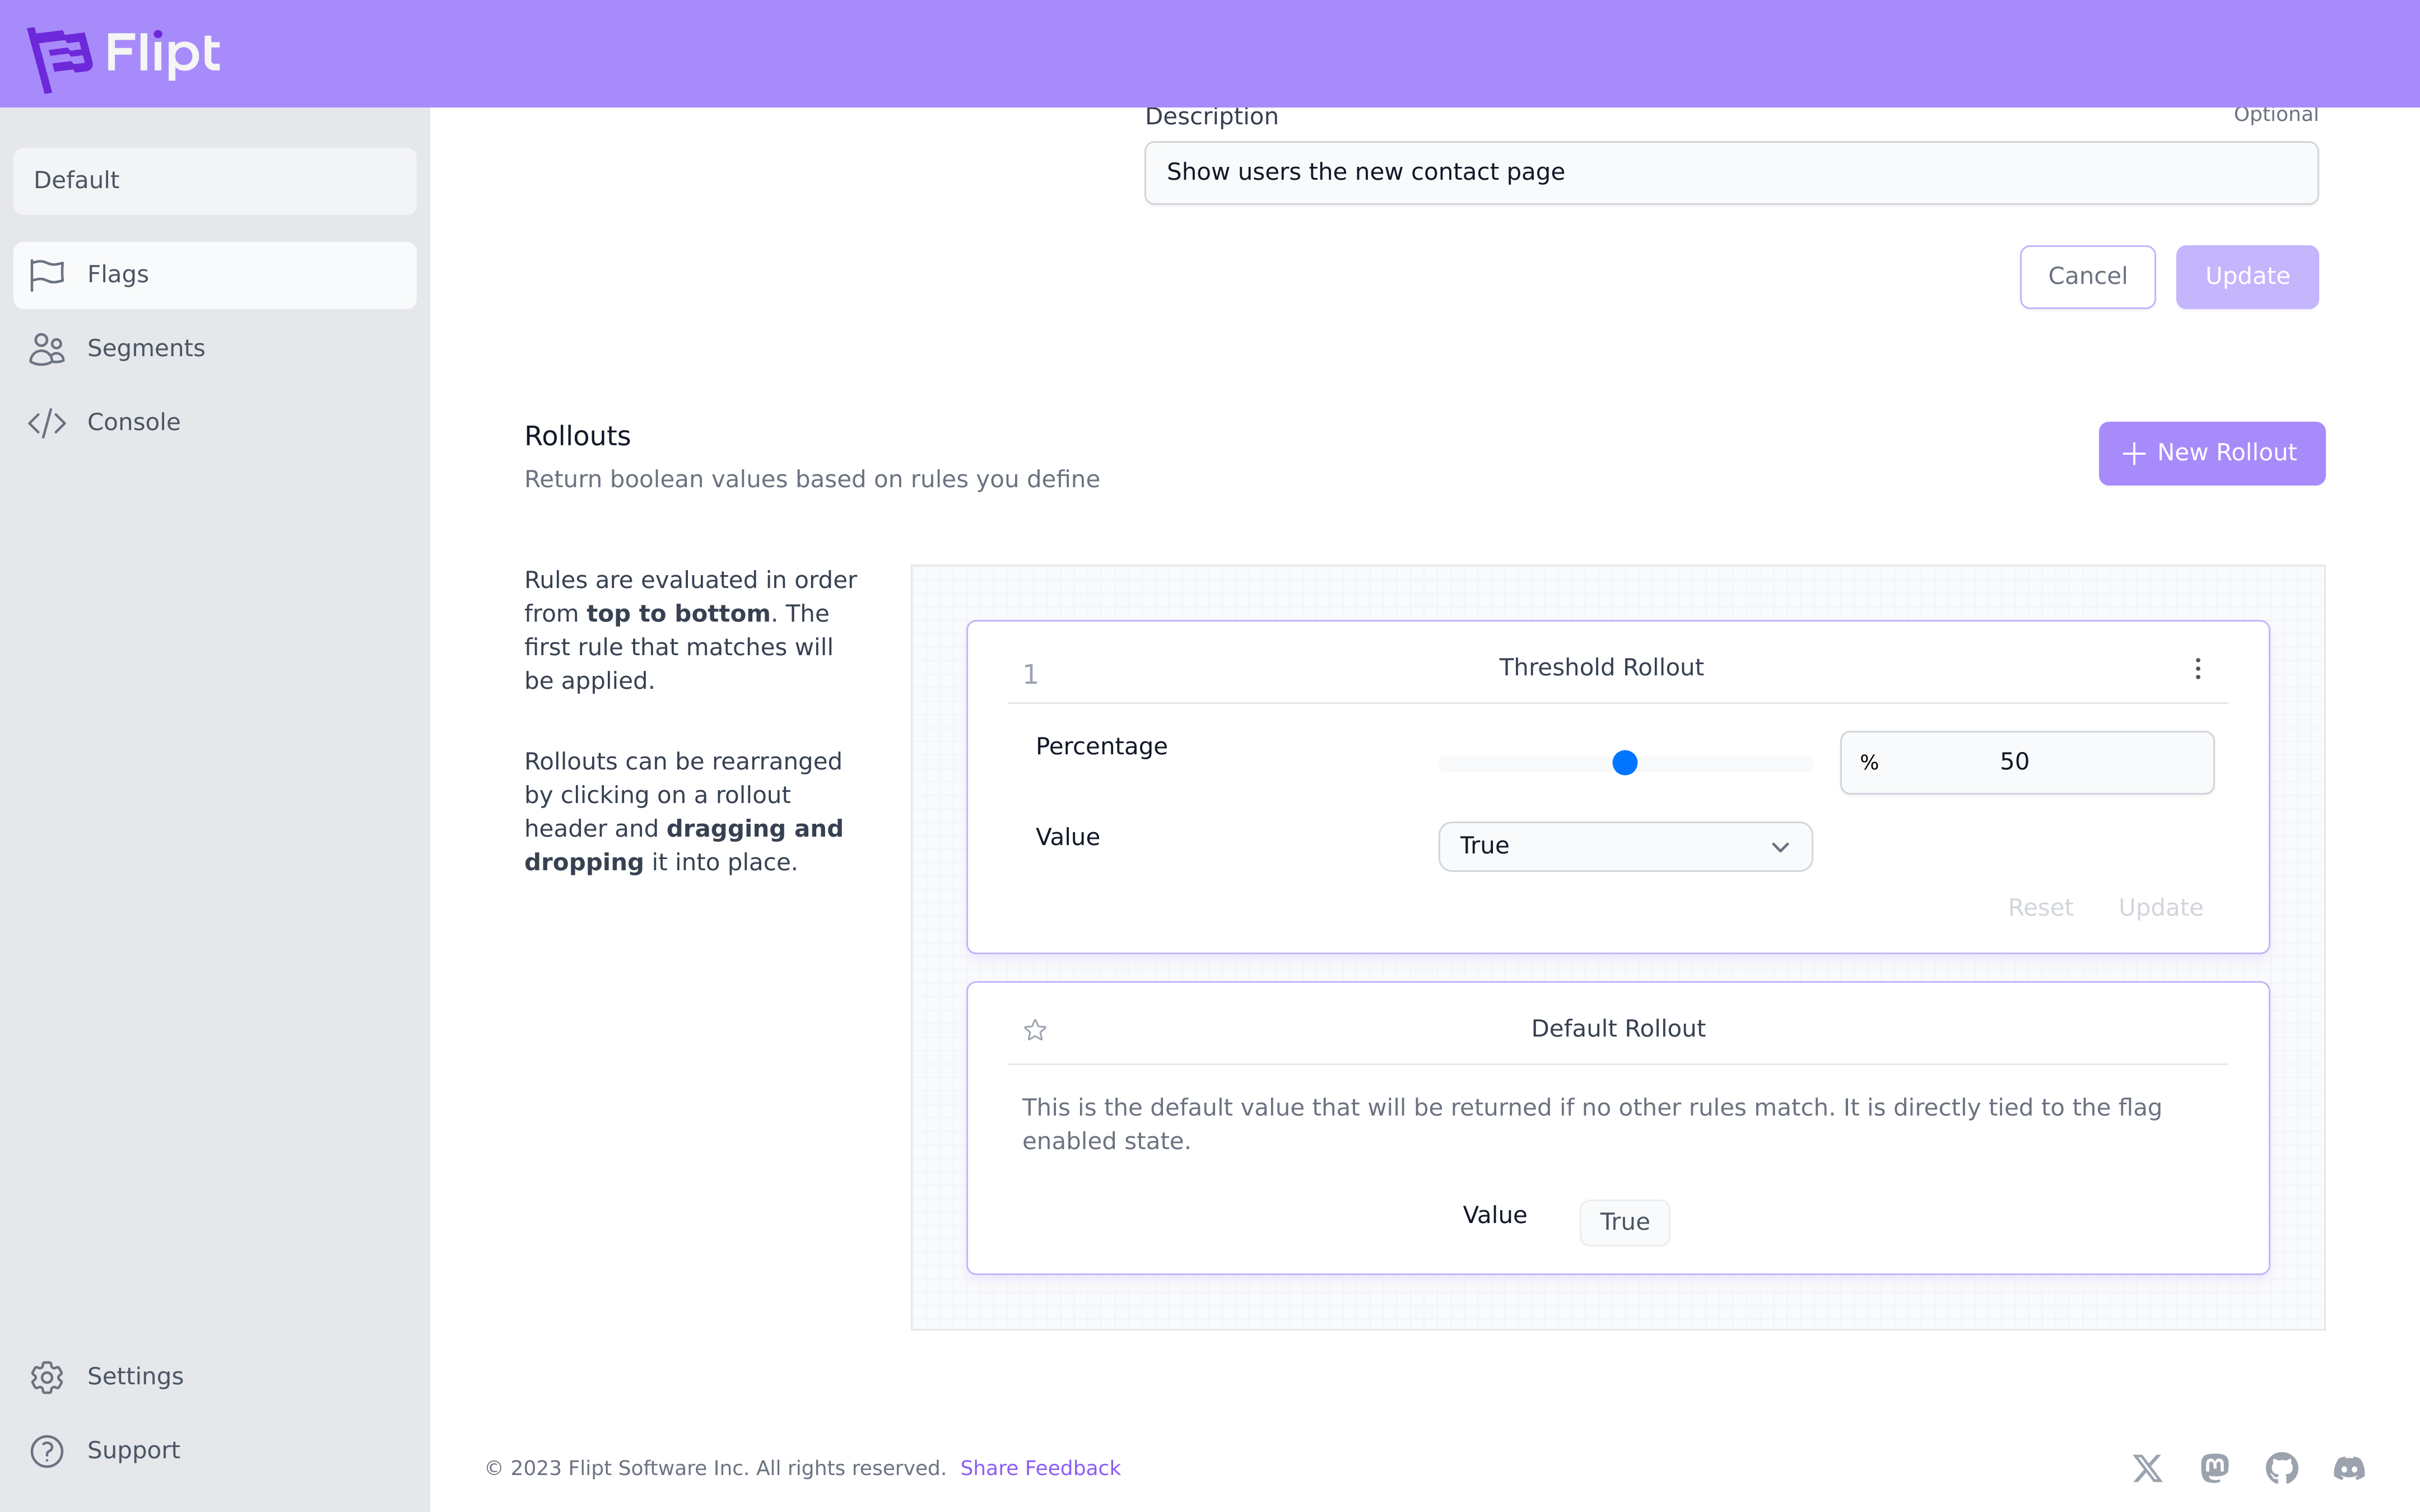 Flipt
Default
Flags
Segments
Console
Settings
Support
Description
Optional
Show users the new contact page
Cancel
Update
Rollouts
Return boolean values based on rules you define
New Rollout
Rules are evaluated in order
from top to bottom. The
first rule that matches will
be applied.
Rollouts can be rearranged
by clicking on a rollout
header and dragging and
dropping it into place.
1
Threshold Rollout
Percentage
% 50
Value
True
Reset
Update
Default Rollout
This is the default value that will be returned if no other rules match. It is directly tied to the flag
enabled state.
Value
True
© 2023 Flipt Software Inc. All rights reserved. Share Feedback